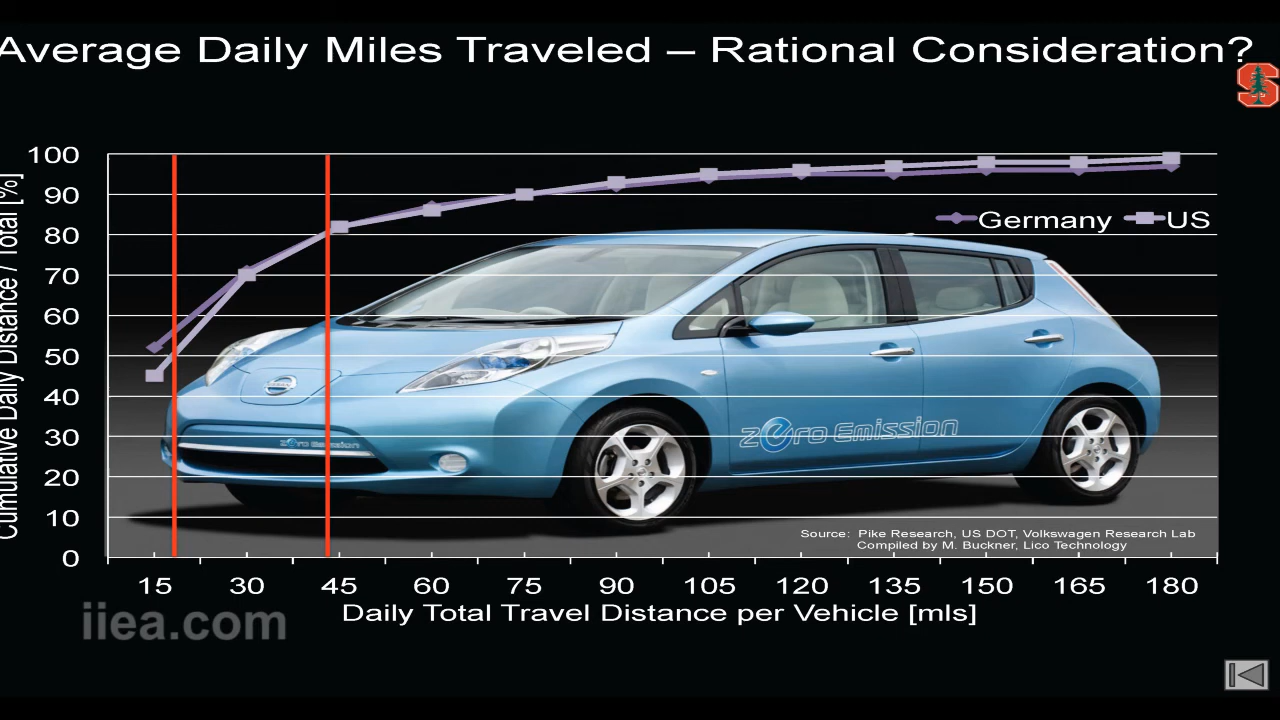 Average Daily Miles Traveled – Rational Consideration?
S
Cumulative Daily Distance / Total [%]
100
90
80
70
60
50
40
30
20
10
0
Germany
US
zero Emission
zero Emission
Source: Pike Research, US DOT, Volkswagen Research Lab
Compiled by M. Buckner, Lico Technology
15 30 45 60 75 90 105 120 135 150 165 180
Daily Total Travel Distance per Vehicle [mls]
iiea.com